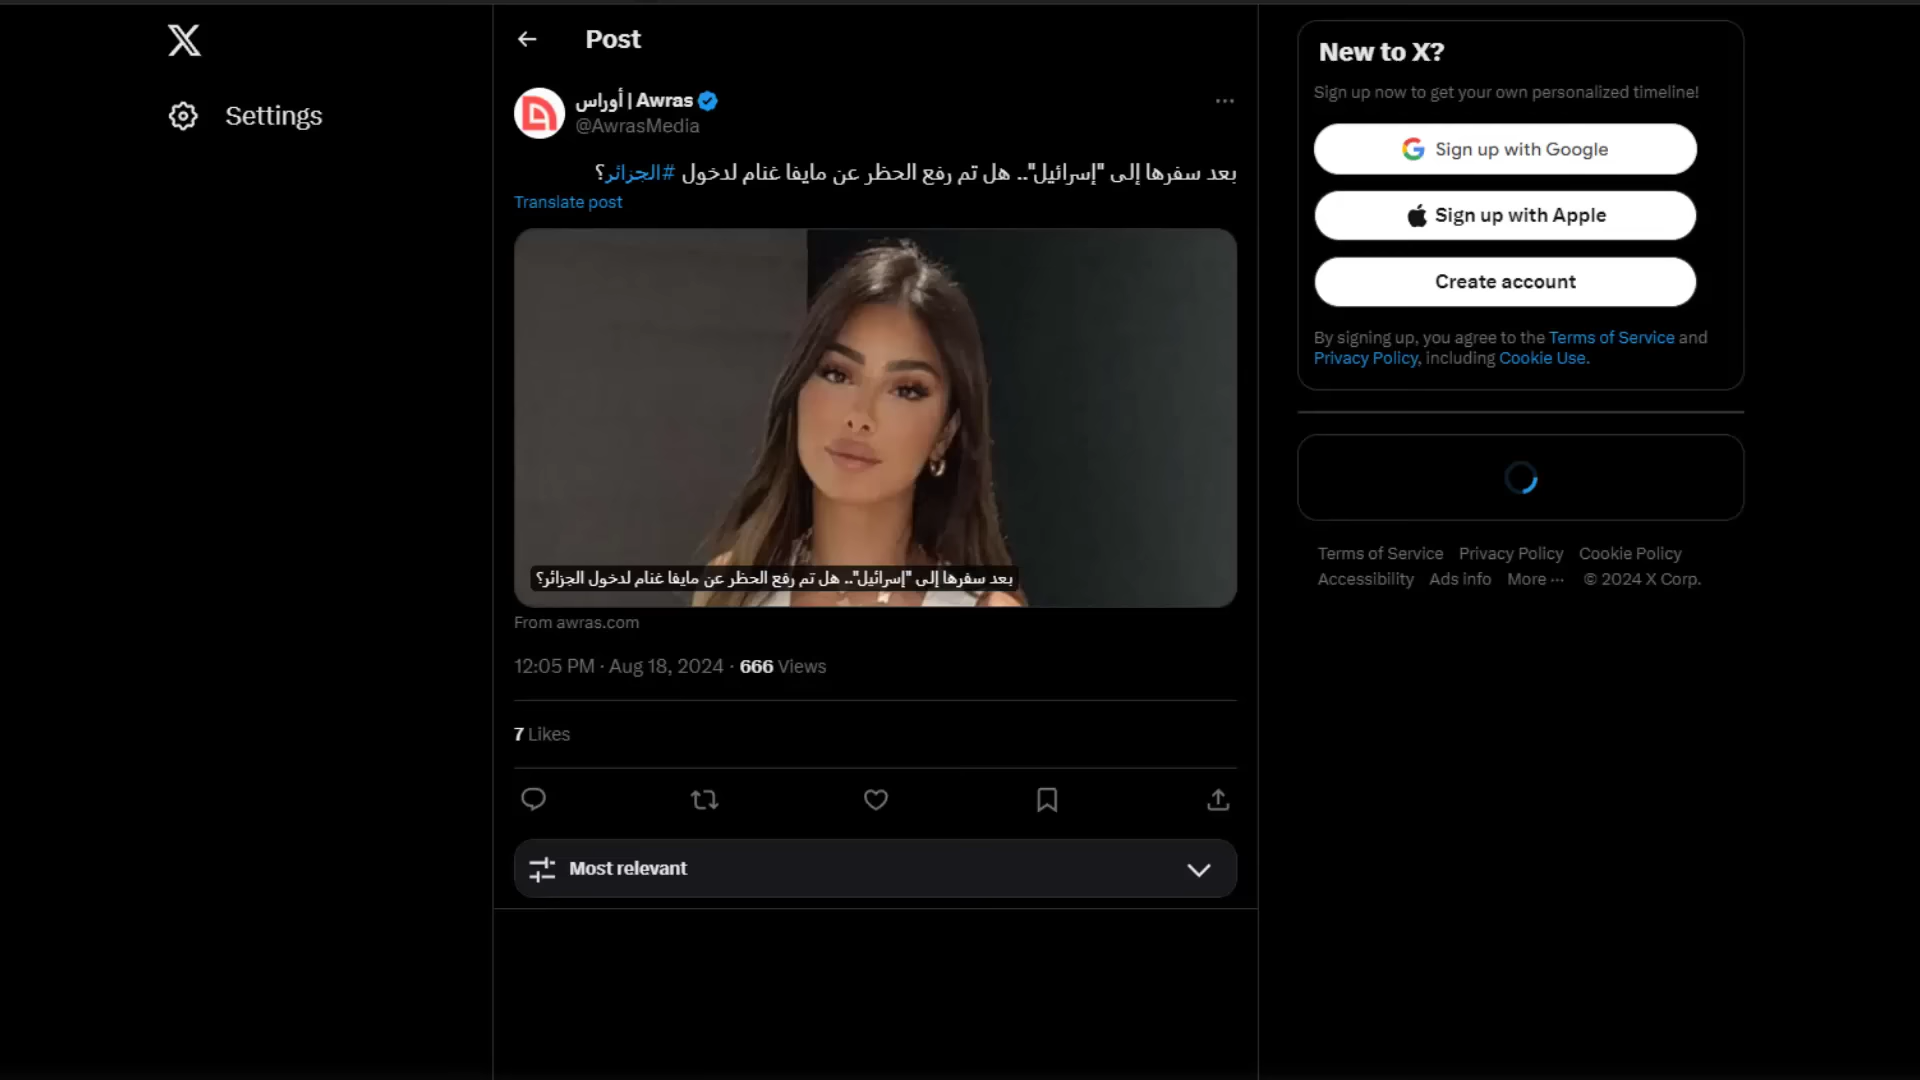 Settings
Post
أوراس | Awras
@AwrasMedia
بعد سفرها إلى "إسرائيل".. هل تم رفع الحظر عن مايفا غنام لدخول #الجزائر؟
Translate post
بعد سفرها إلى "إسرائيل".. هل تم رفع الحظر عن مايفا غنام لدخول الجزائر؟
From awras.com
12:05 PM · Aug 18, 2024 · 666 Views
7 Likes
Most relevant
New to X?
Sign up now to get your own personalized timeline!
Sign up with Google
Sign up with Apple
Create account
By signing up, you agree to the Terms of Service and
Privacy Policy, including Cookie Use.
Terms of Service Privacy Policy Cookie Policy
Accessibility Ads info More ··· © 2024 X Corp.